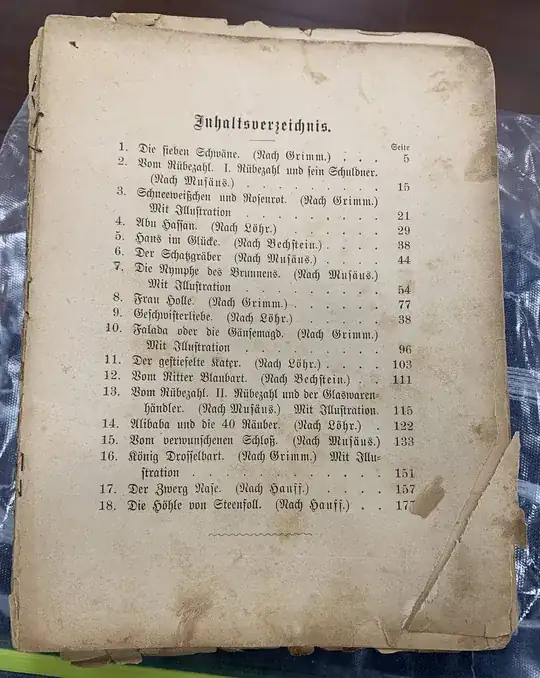 Inhaltsverzeichnis.
Seite
1. Die sieben Schwäne. (Nach Grimm.) . . . 5
2. Vom Rübezahl. I. Rübezahl und sein Schuldner.
(Nach Musäus.) . . . . . . . 15
3. Schneeweißchen und Rosenrot. (Nach Grimm.)
Mit Illustration . . . . . . . 21
4. Abu Hassan. (Nach Löhr.) . . . . . 29
5. Hans im Glücke. (Nach Bechstein.) . . . 38
6. Der Schatzgräber (Nach Musäus.) . . . 44
7. Die Nymphe des Brunnens. (Nach Musäus.)
Mit Illustration . . . . . . . 54
8. Frau Holle. (Nach Grimm.) . . . . . 77
9. Geschwisterliebe. (Nach Löhr.) . . . . 38
10. Falada oder die Gänsemagd. (Nach Grimm.)
Mit Illustration . . . . . . . 96
11. Der gestiefelte Kater. (Nach Löhr.) . . . 103
12. Vom Ritter Blaubart. (Nach Bechstein.) . . 111
13. Vom Rübezahl. II. Rübezahl und der Glaswaren-
händler. (Nach Musäus.) Mit Illustration 115
14. Alibaba und die 40 Räuber. (Nach Löhr.) . 122
15. Vom verwunschenen Schloß. (Nach Musäus.) 133
16. König Drosselbart. (Nach Grimm.) Mit Illu-
stration . . . . . . . . . 151
17. Der Zwerg Nase. (Nach Hauff.) . . . . 157
18. Die Höhle von Steenfoll. (Nach Hauff.) . . 177